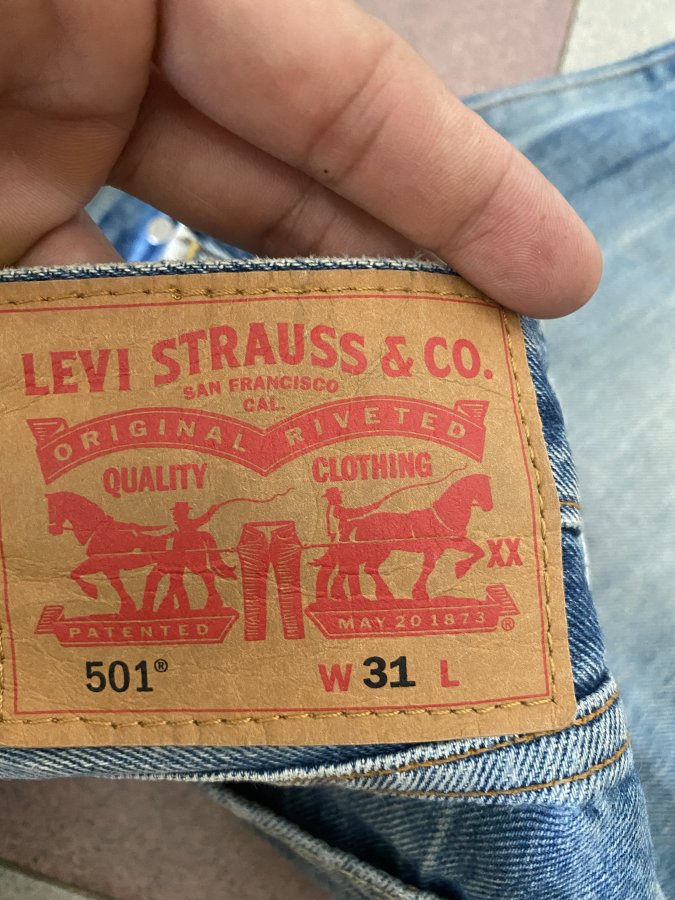 LEVI STRAUSS & CO.
SAN FRANCISCO
CAL.
ORIGINAL RIVETED
QUALITY CLOTHING
XX
PATENTED MAY 20 1873 ®
501® W 31 L